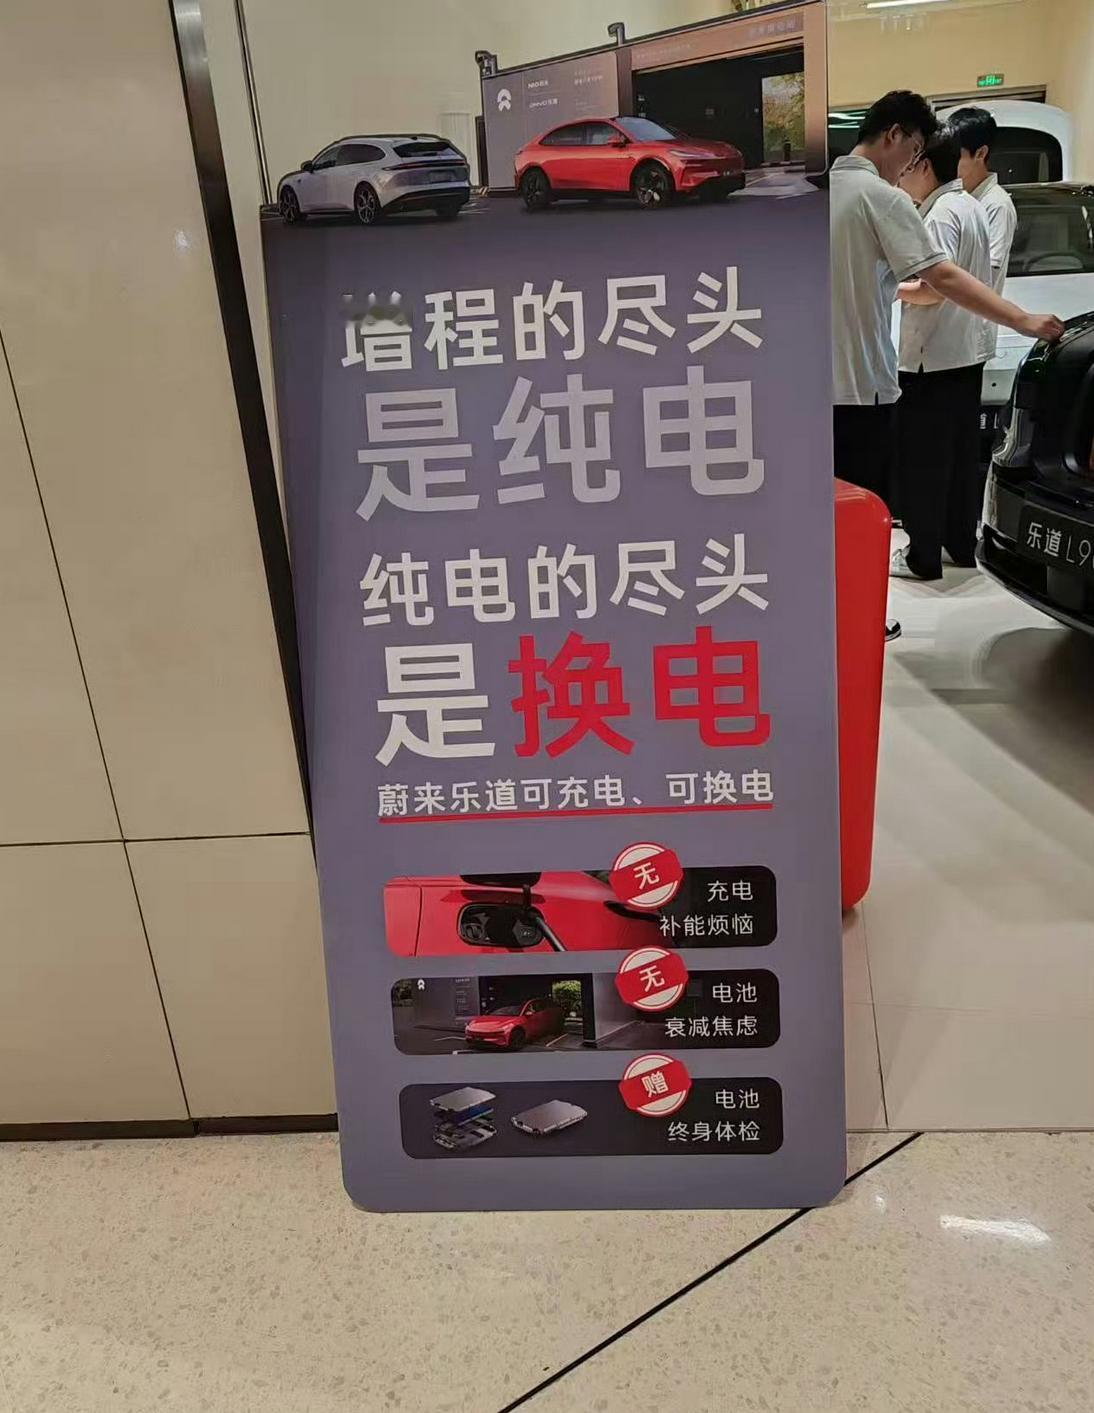 增程的尽头
是纯电
纯电的尽头
是换电
蔚来乐道可充电、可换电
无
充电
补能烦恼
无
电池
衰减焦虑
赠
电池
终身体检
乐道 L90